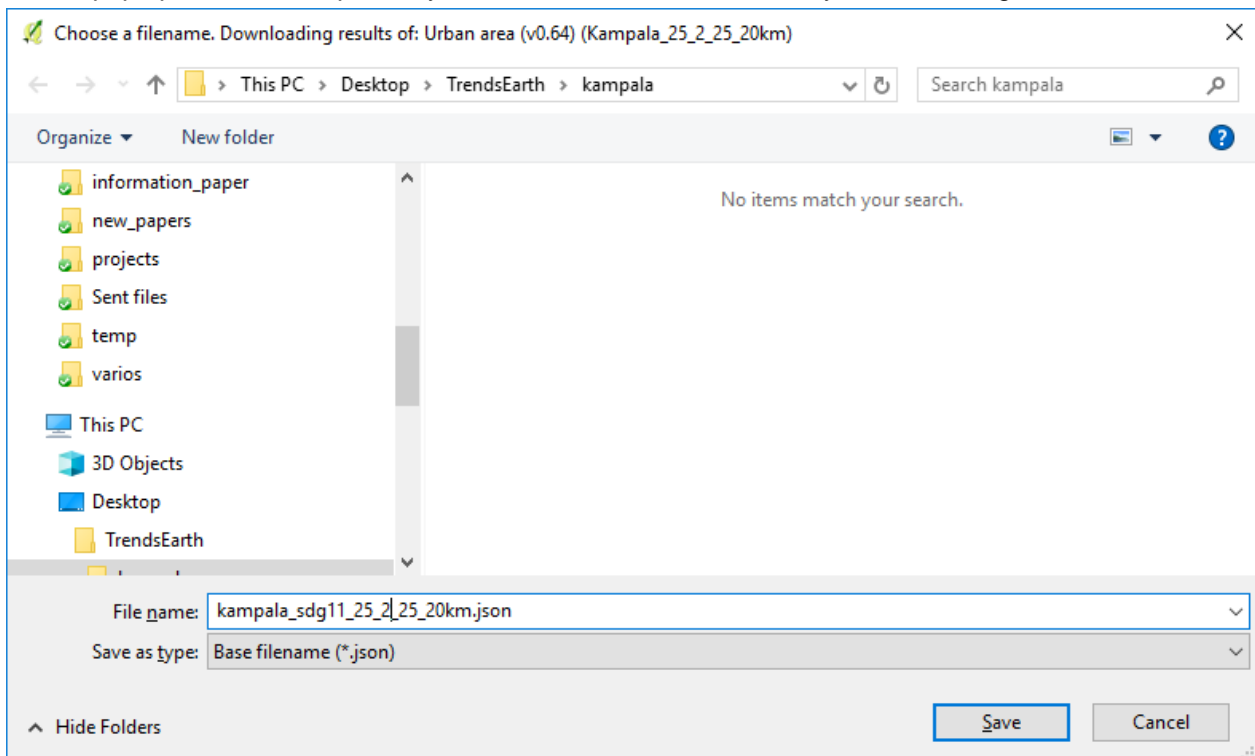 Choose a filename. Downloading results of: Urban area (v0.64) (Kampala_25_2_25_20km)
This PC > Desktop > TrendsEarth > kampala
Search kampala
Organize
New folder
information_paper
new_papers
projects
Sent files
temp
varios
This PC
3D Objects
Desktop
TrendsEarth
No items match your search.
File name: kampala_sdg11_25_2_25_20km.json
Save as type: Base filename (*.json)
Hide Folders
Save
Cancel